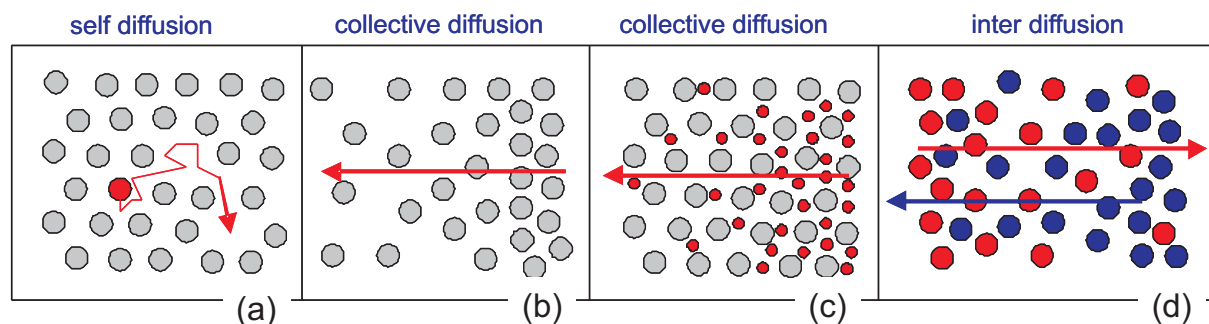 self diffusion
collective diffusion
collective diffusion
inter diffusion
(a)
(b)
(c)
(d)